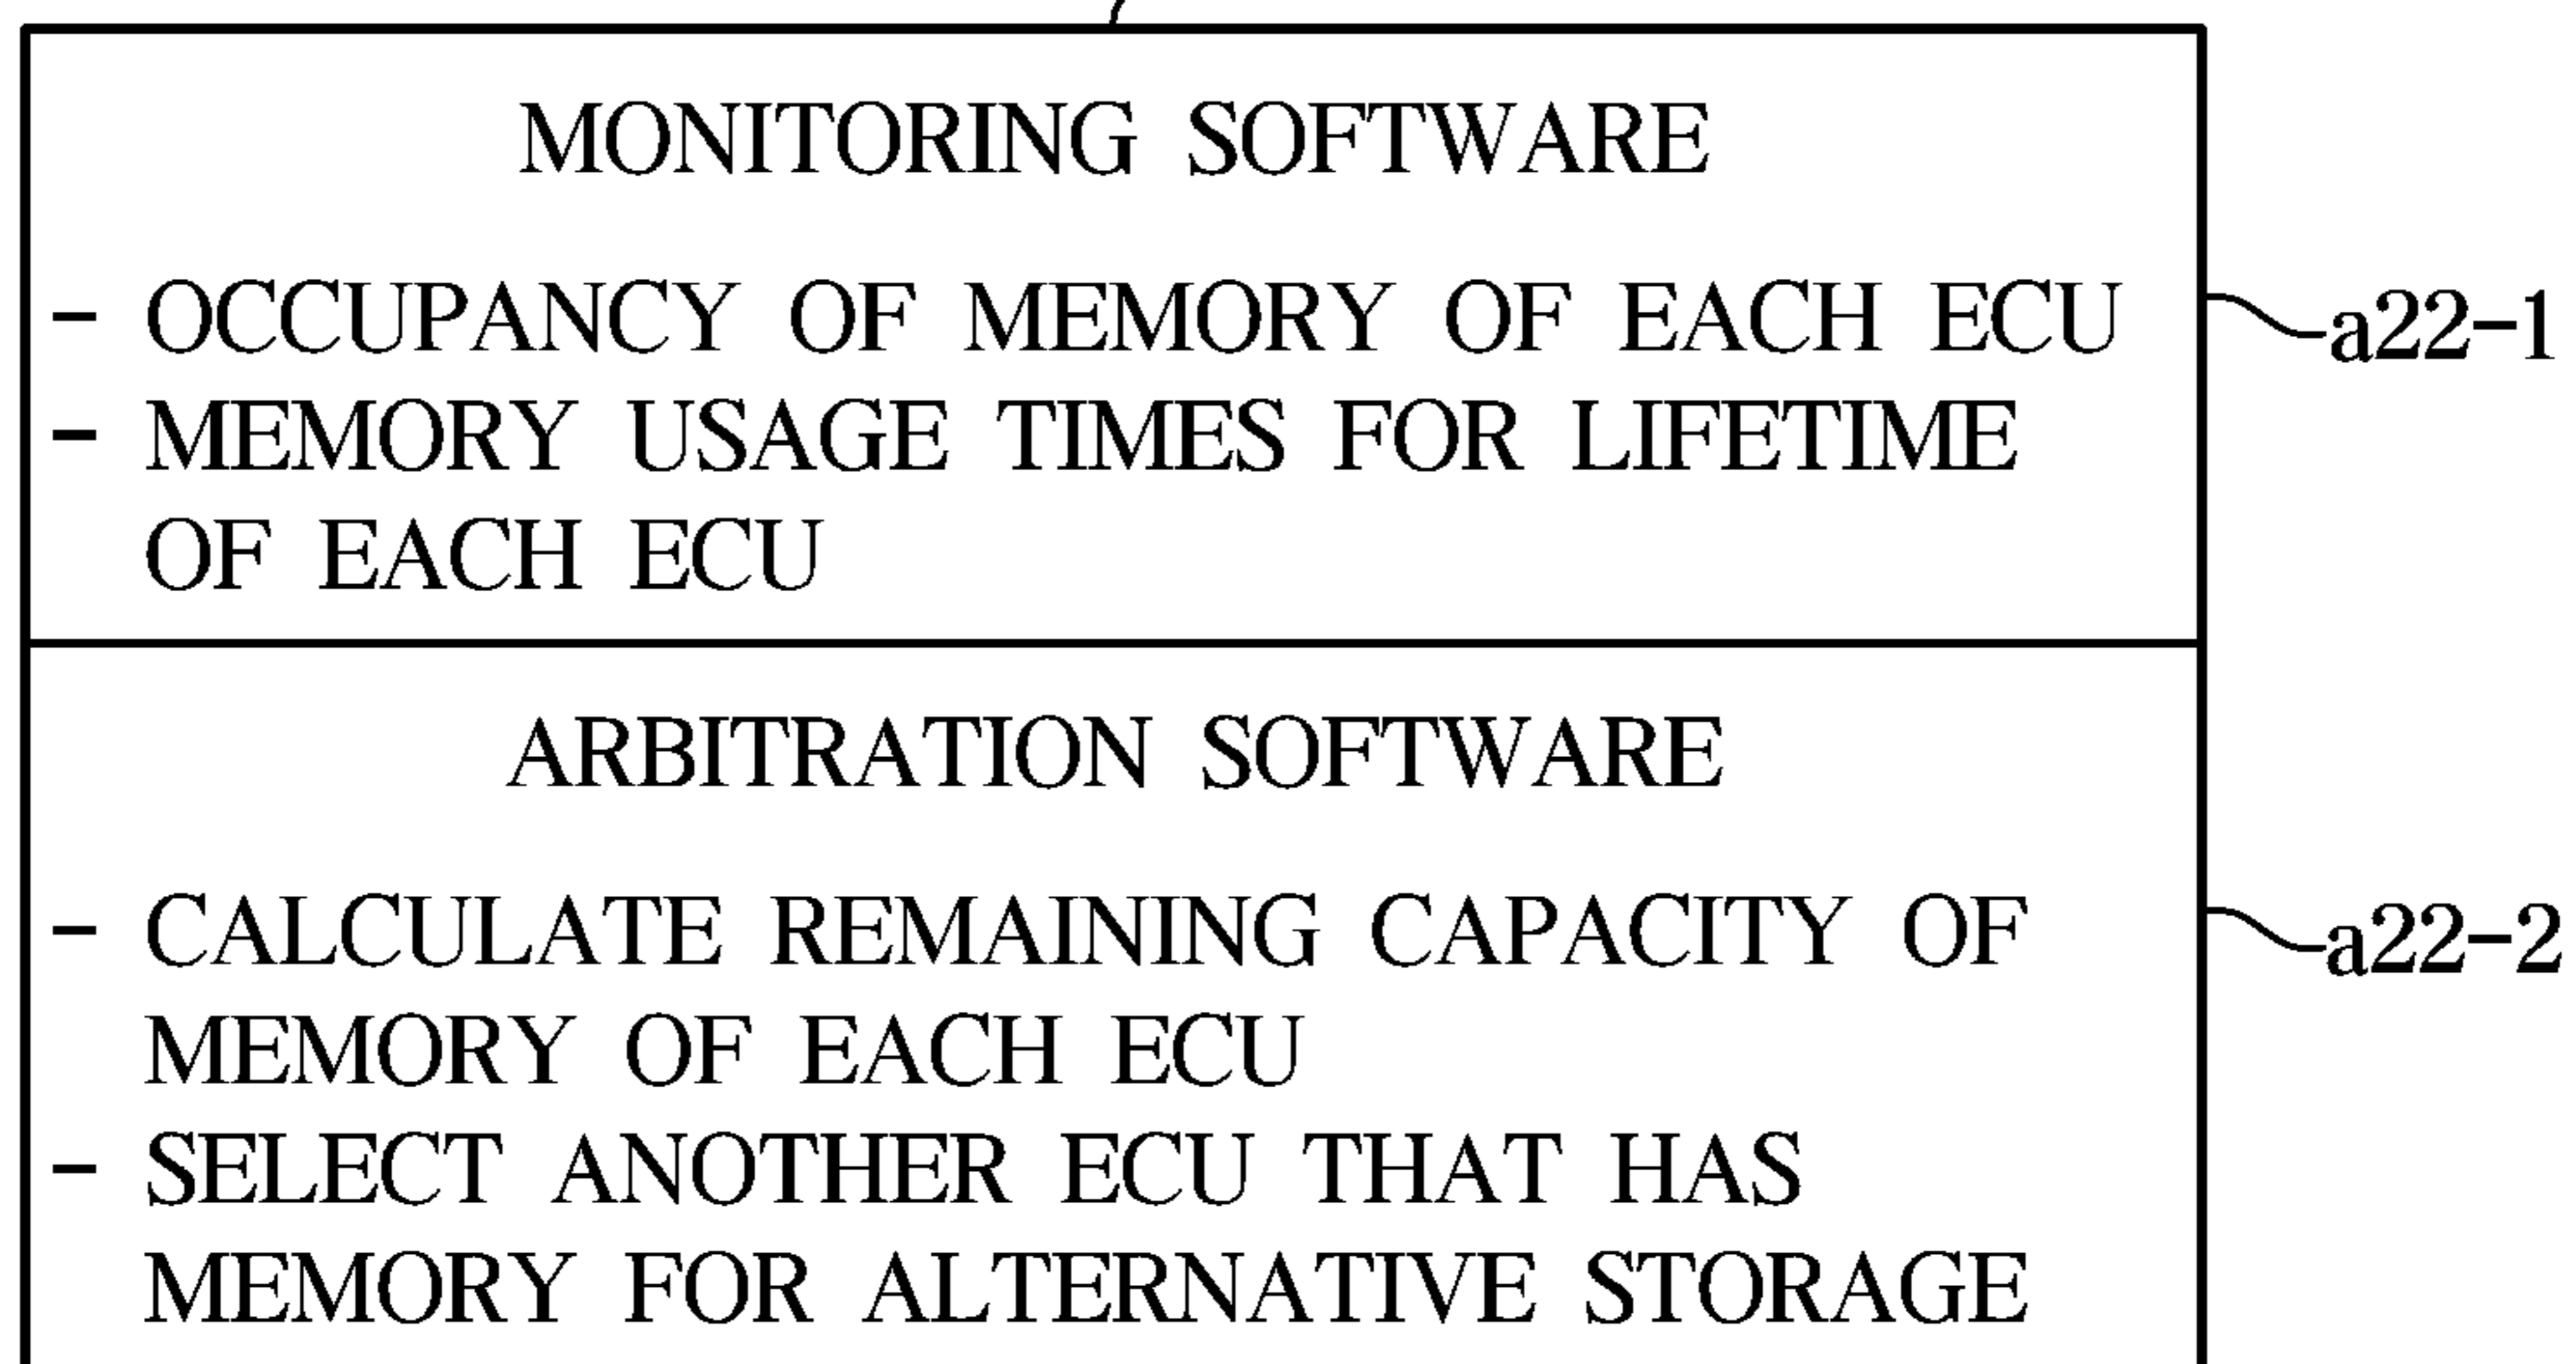 MONITORING SOFTWARE
- OCCUPANCY OF MEMORY OF EACH ECU
a22-1
- MEMORY USAGE TIMES FOR LIFETIME
OF EACH ECU
ARBITRATION SOFTWARE
- CALCULATE REMAINING CAPACITY OF
a22-2
MEMORY OF EACH ECU
- SELECT ANOTHER ECU THAT HAS
MEMORY FOR ALTERNATIVE STORAGE